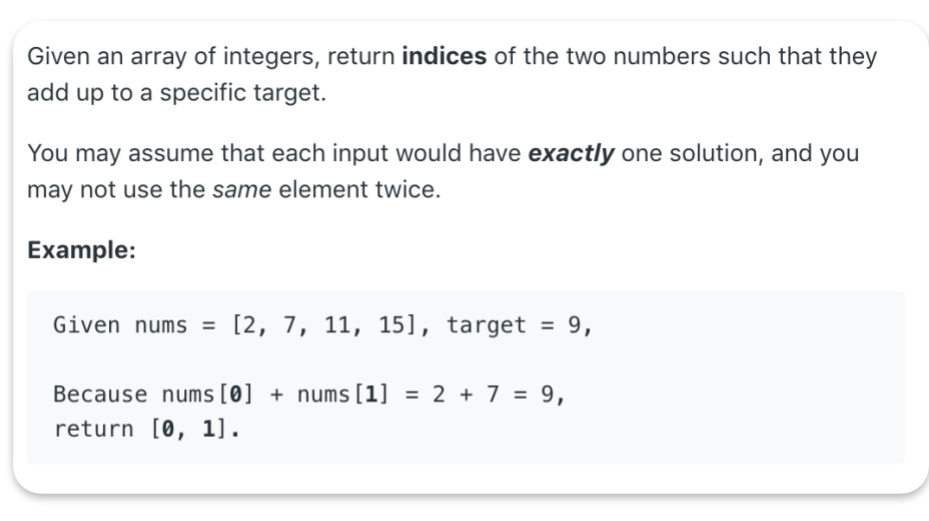 Given an array of integers, return indices of the two numbers such that they
add up to a specific target.
You may assume that each input would have exactly one solution, and you
may not use the same element twice.
Example:
Given nums = [2, 7, 11, 15], target = 9,
Because nums[0] + nums[1] = 2 + 7 = 9,
return [0, 1].